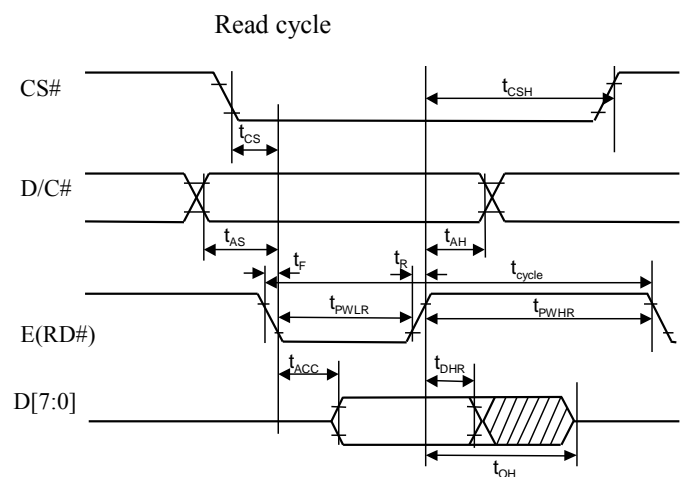 Read cycle
CS#
tCSH
tCS
D/C#
tAS
tAH
tF
tR
tcycle
tPWLR
tPWHR
E(RD#)
tACC
tDHR
D[7:0]
tOH